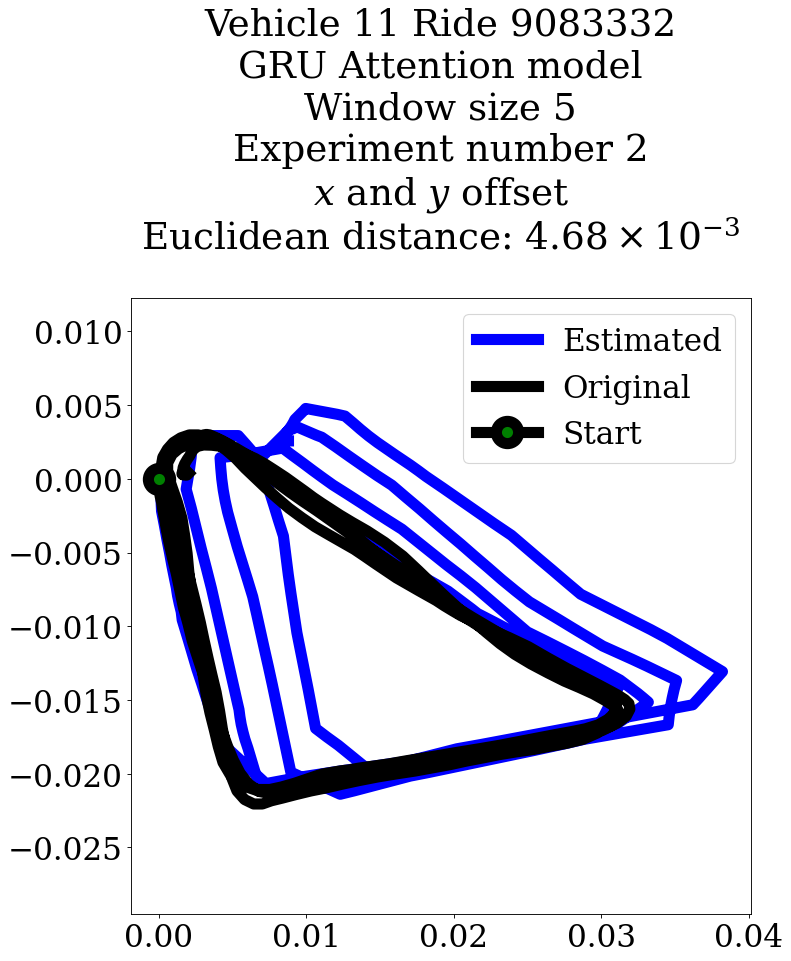 Vehicle 11 Ride 9083332
GRU Attention model
Window size 5
Experiment number 2
x and y offset
Euclidean distance: 4.68 × 10⁻³
Estimated
Original
Start
0.010
0.005
0.000
−0.005
−0.010
−0.015
−0.020
−0.025
0.00 0.01 0.02 0.03 0.04